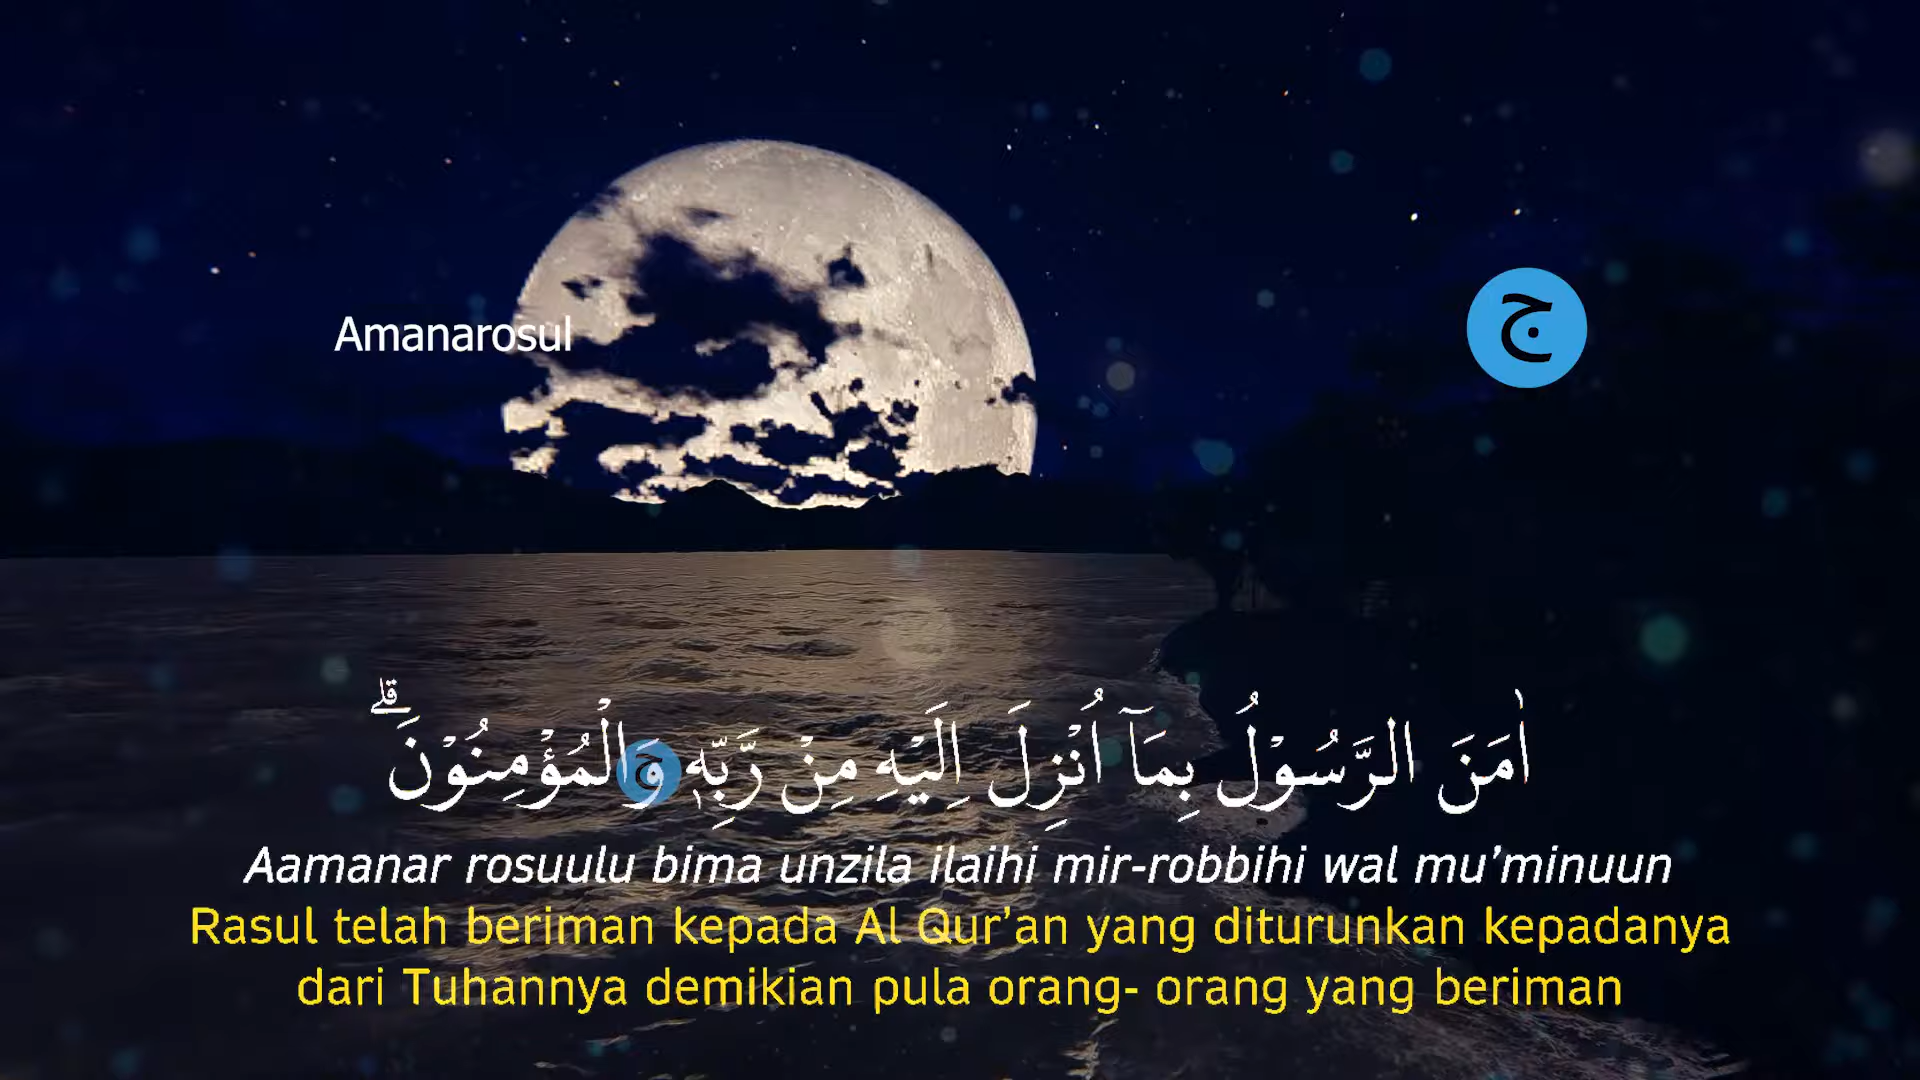 Amanarosul
ج
اٰمَنَ الرَّسُوْلُ بِمَآ اُنْزِلَ اِلَيْهِ مِنْ رَّبِّهٖ وَالْمُؤْمِنُوْنَۗ
ج
Aamanar rosuulu bima unzila ilaihi mir-robbihi wal mu’minuun
Rasul telah beriman kepada Al Qur’an yang diturunkan kepadanya
dari Tuhannya demikian pula orang- orang yang beriman